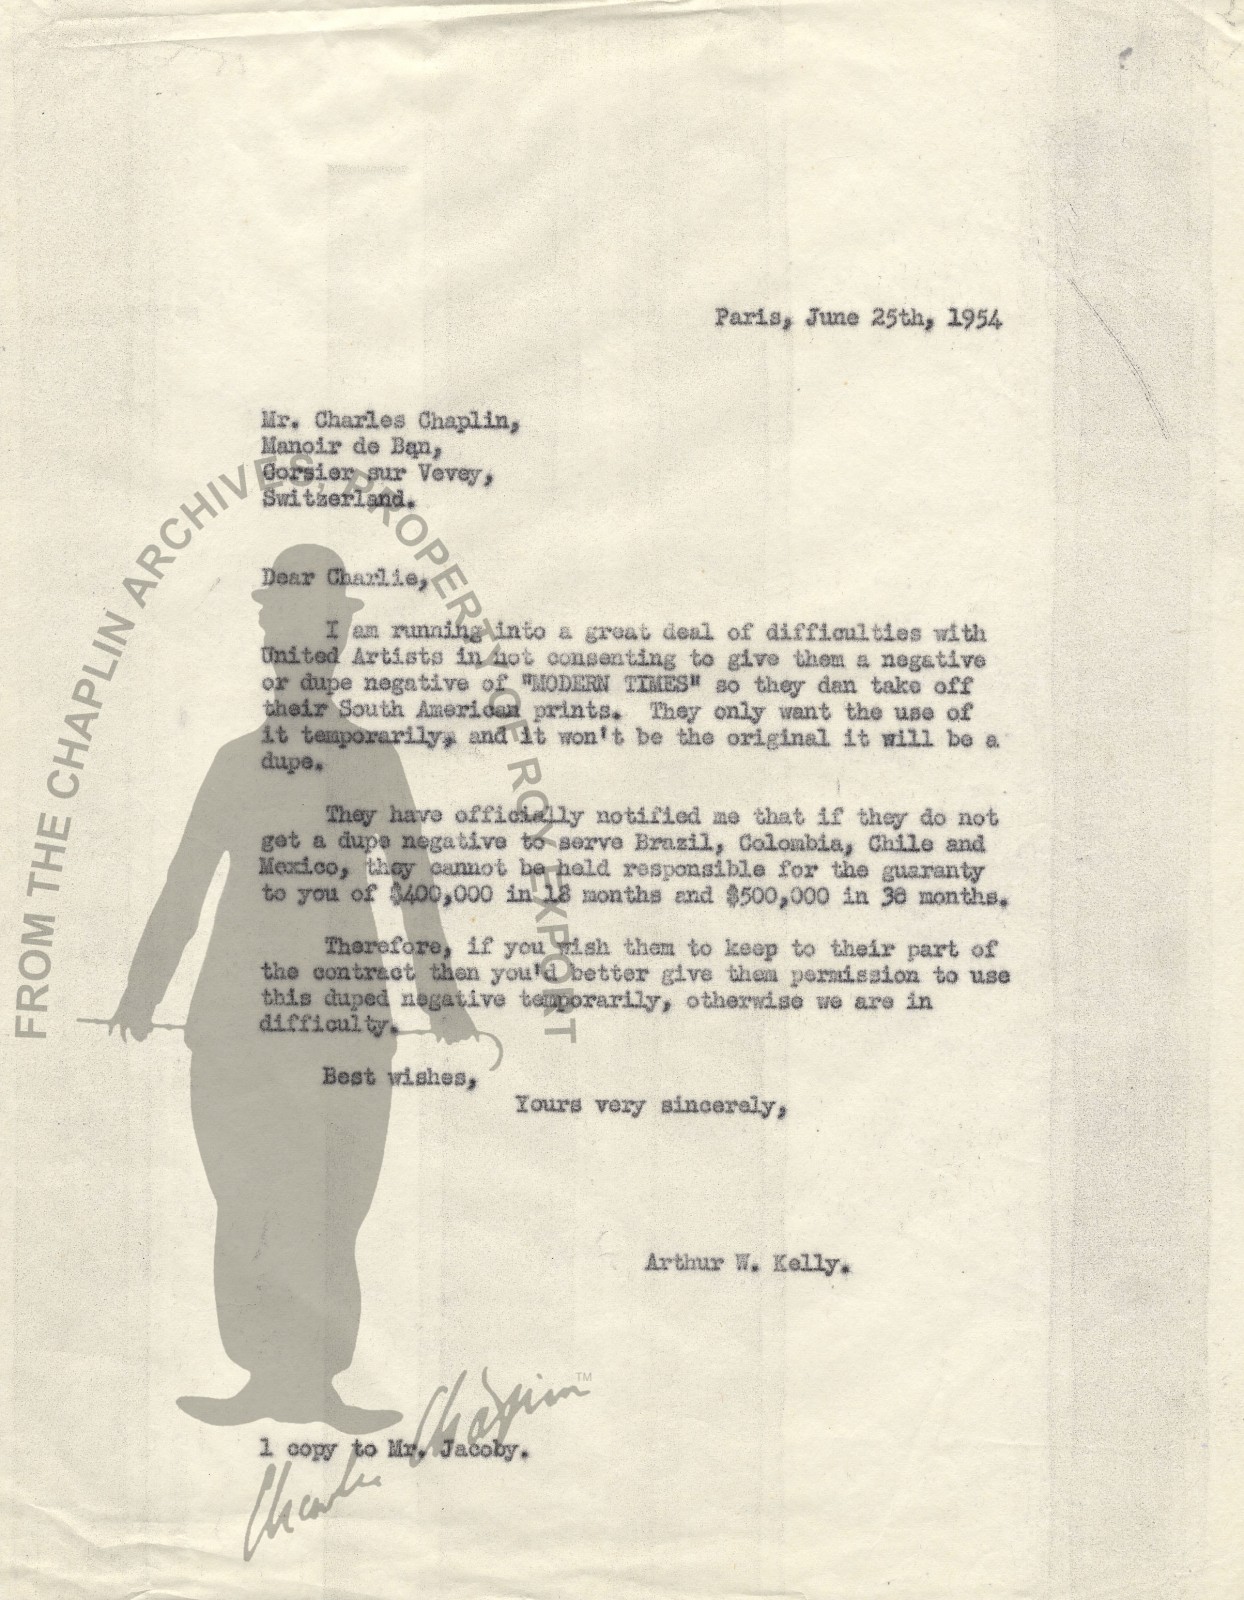 Paris, June 25th, 1954
Mr. Charles Chaplin,
Manoir de Ban,
Corsier sur Vevey,
Switzerland.
Dear Charlie,
I am running into a great deal of difficulties with
United Artists in not consenting to give them a negative
or dupe negative of "MODERN TIMES" so they dan take off
their South American prints. They only want the use of
it temporarily, and it won't be the original it will be a
dupe.
They have officially notified me that if they do not
get a dupe negative to serve Brazil, Colombia, Chile and
Mexico, they cannot be held responsible for the guaranty
to you of $400,000 in 18 months and $500,000 in 36 months.
Therefore, if you wish them to keep to their part of
the contract then you'd better give them permission to use
this duped negative temporarily, otherwise we are in
difficulty.
Best wishes,
Yours very sincerely,
Arthur W. Kelly.
1 copy to Mr. Jacoby.
FROM THE CHAPLIN ARCHIVES, PROPERTY OF ROY EXPORT
Charlie Chaplin TM